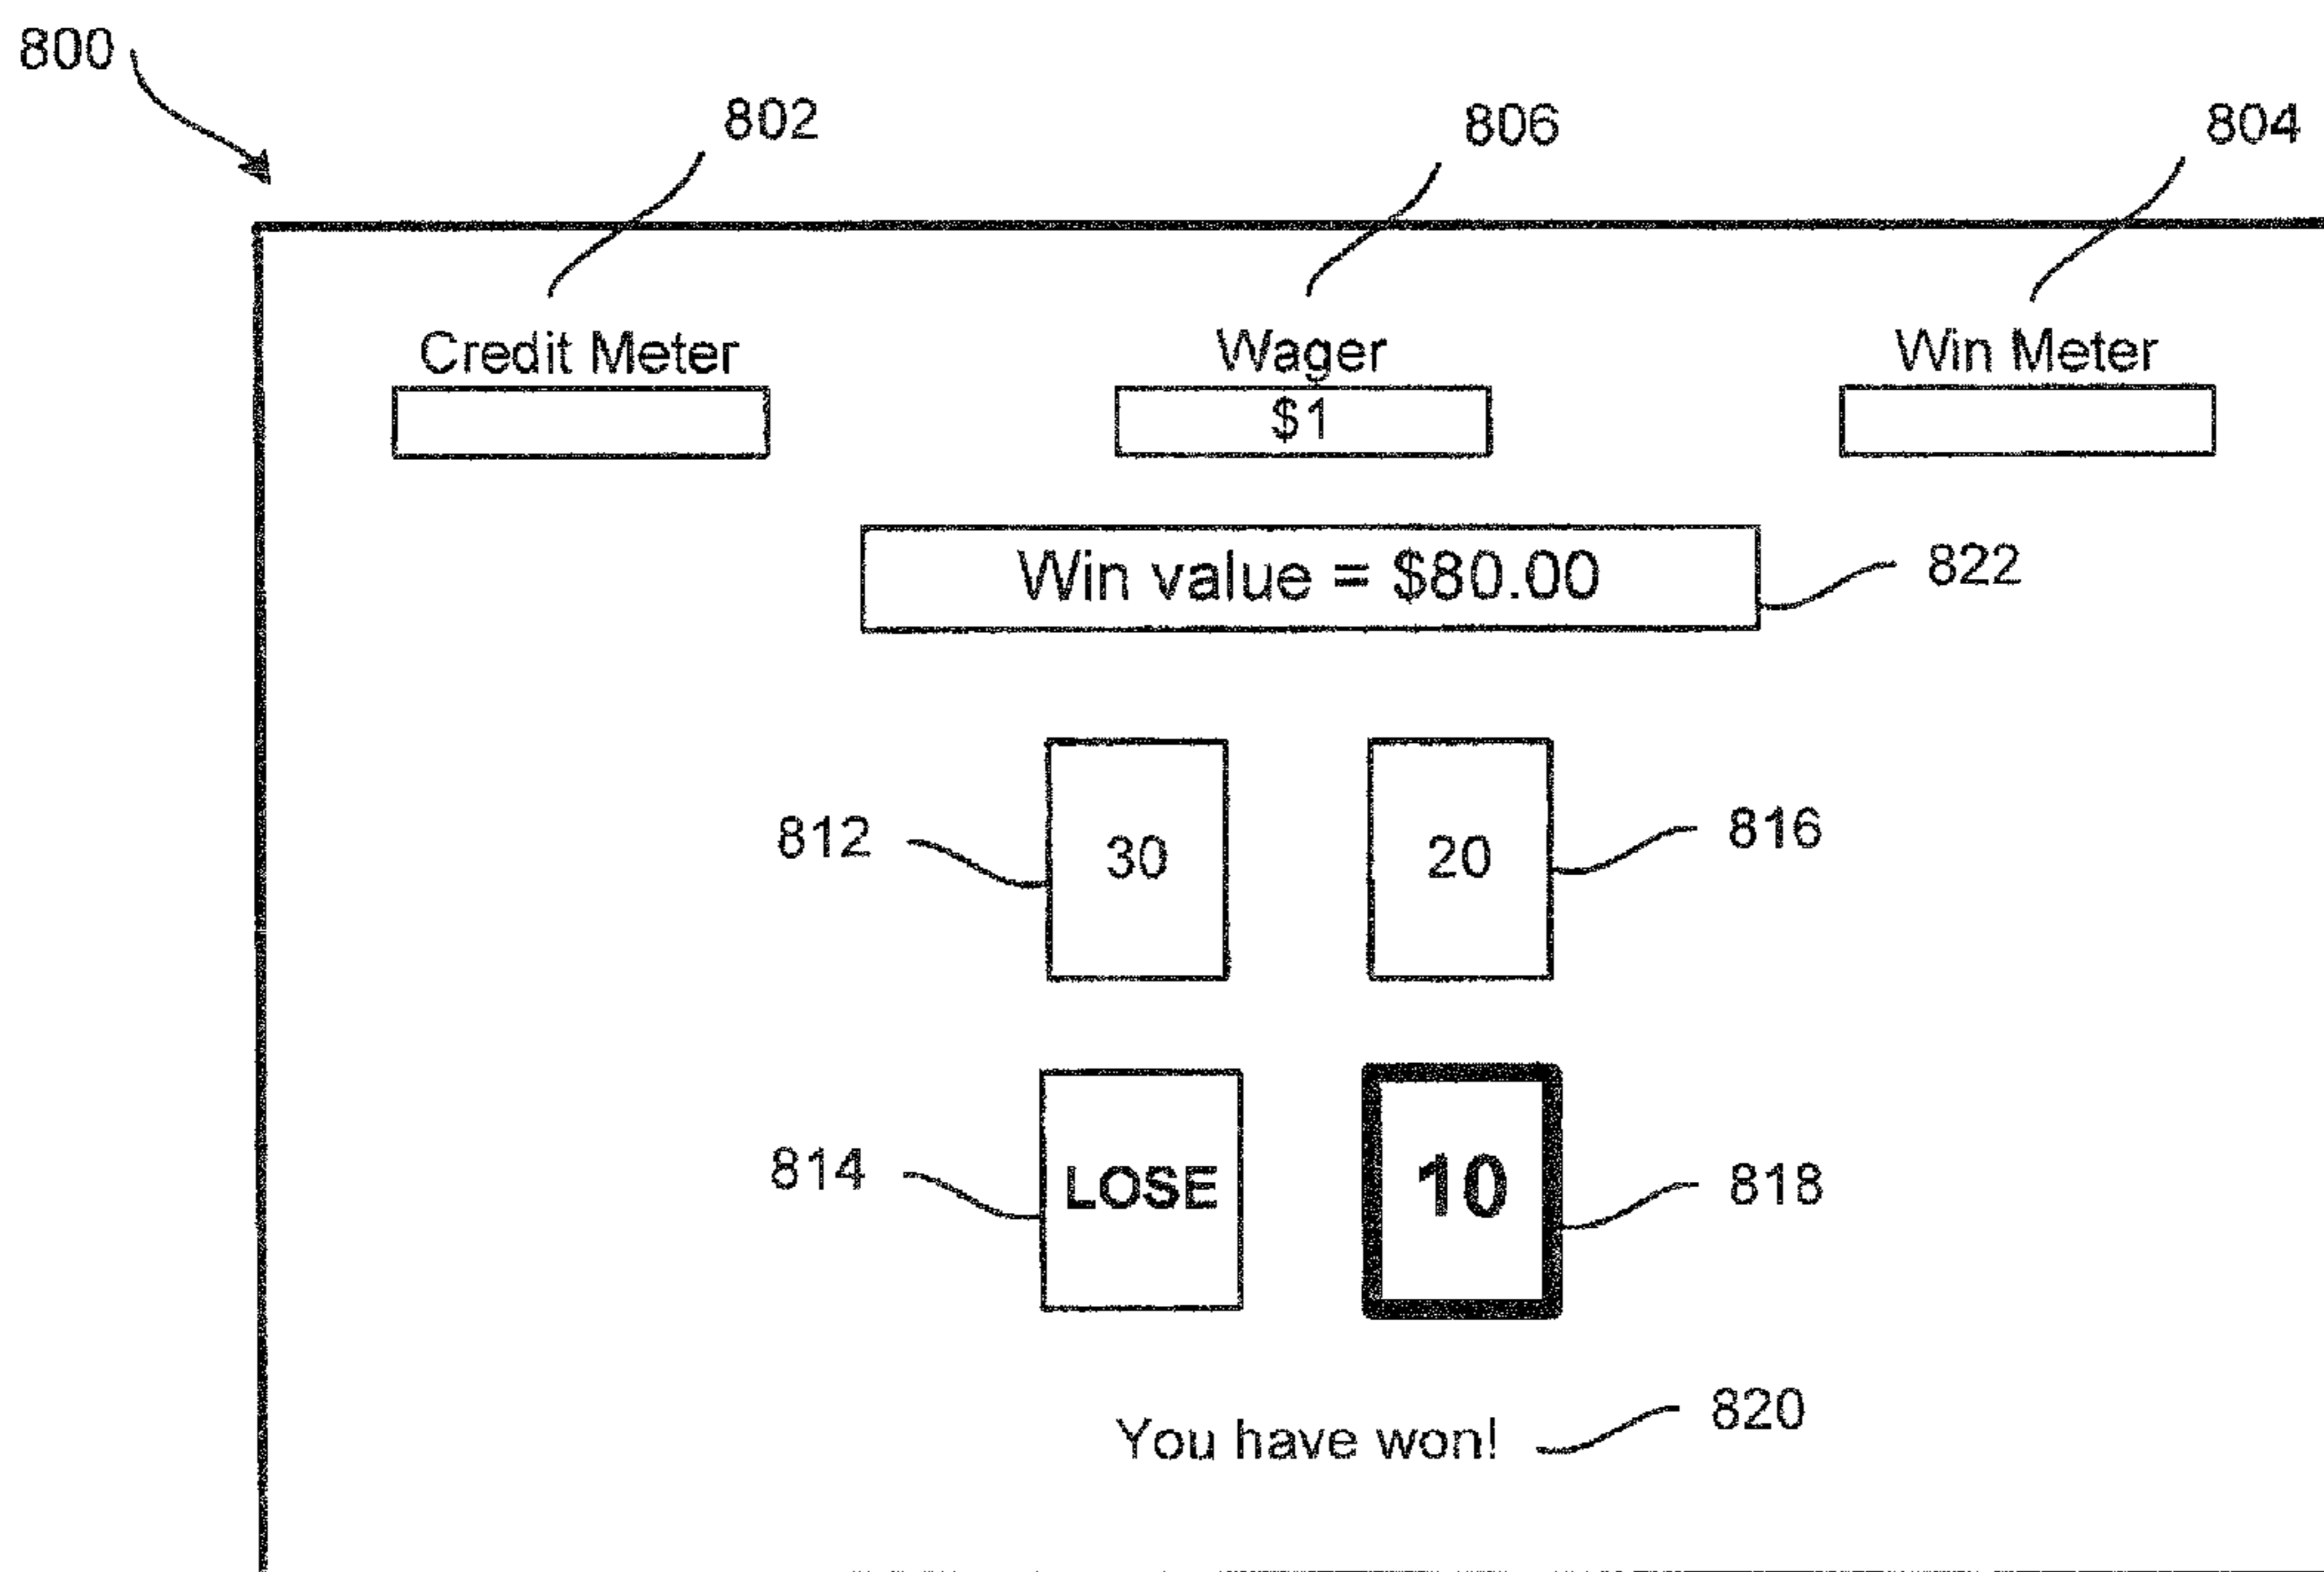 800
802 806 804
Credit Meter Wager Win Meter
$1
Win value = $80.00 822
812 30 20 816
814 LOSE 10 818
You have won! 820